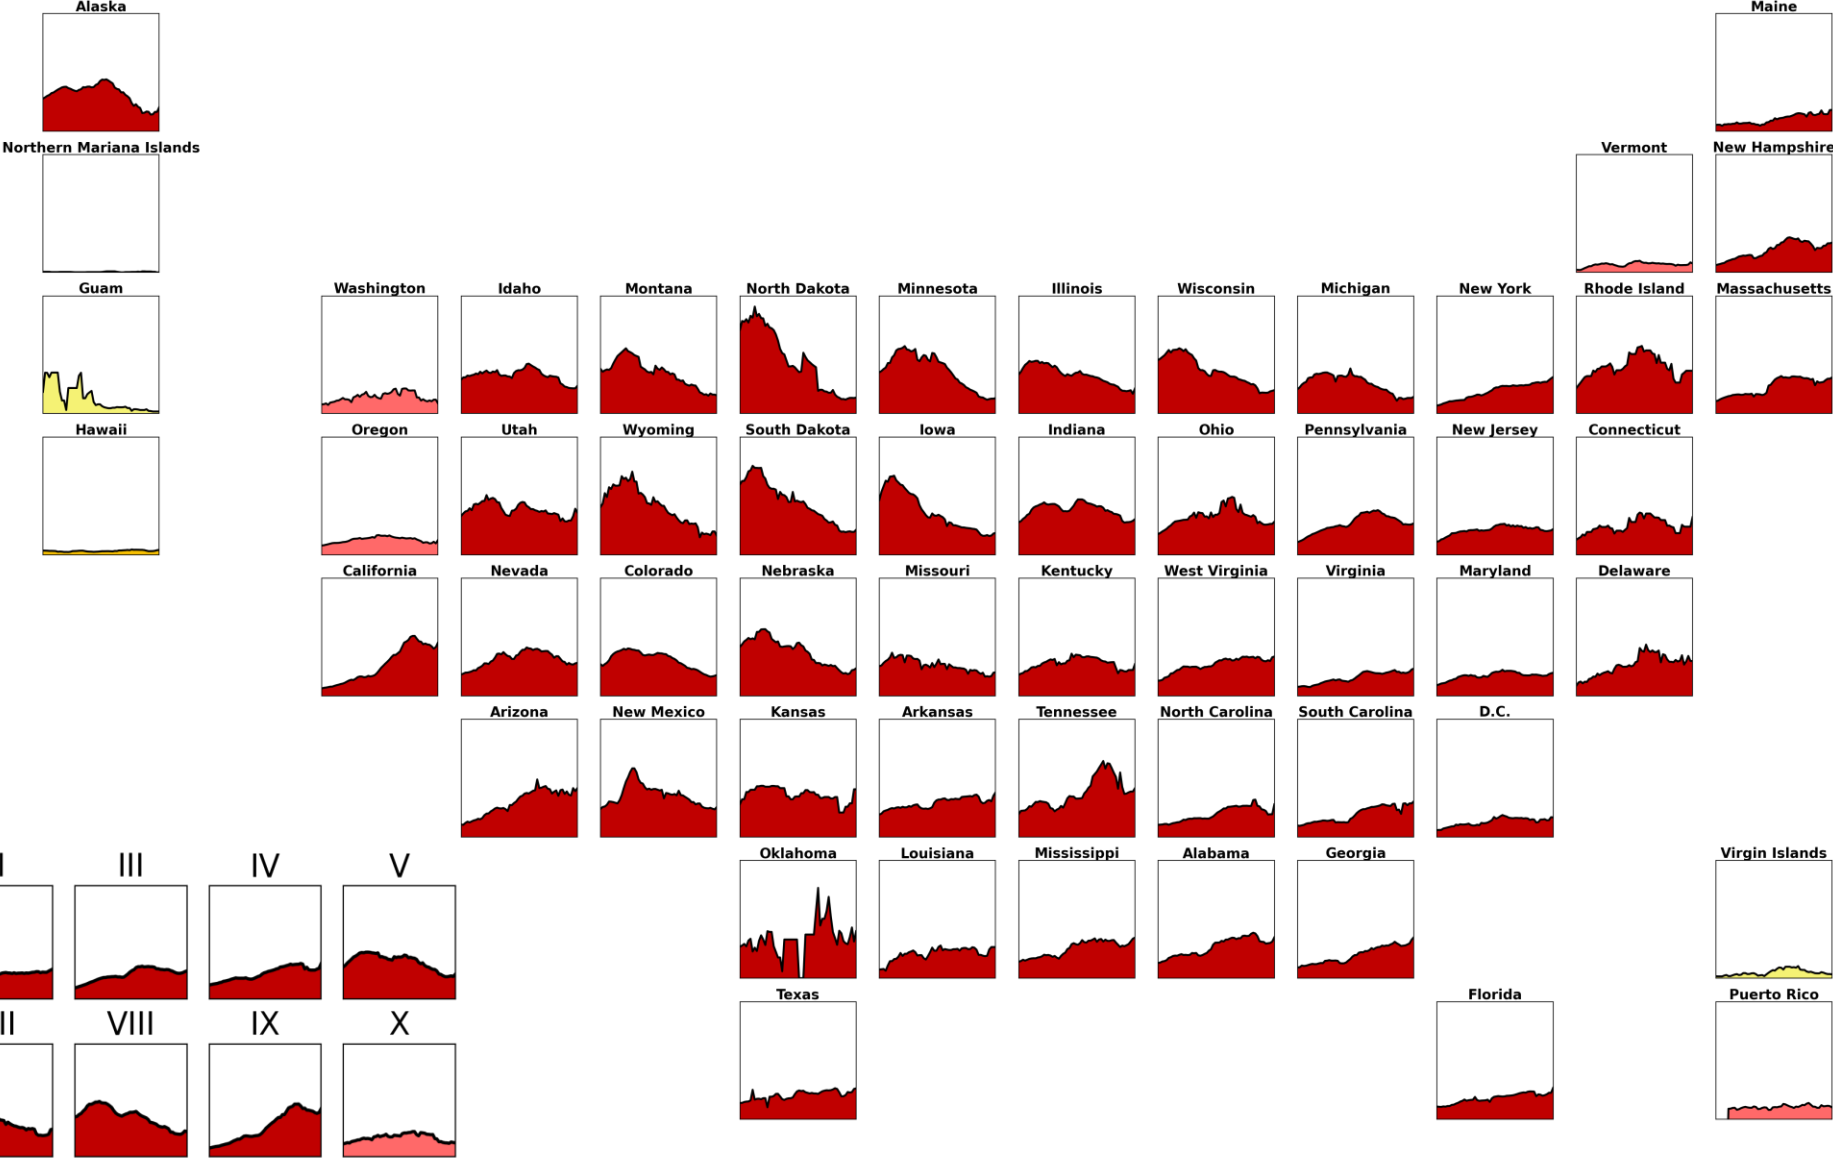 Alaska
Maine
Northern Mariana Islands
Vermont
New Hampshire
Guam
Washington
Idaho
Montana
North Dakota
Minnesota
Illinois
Wisconsin
Michigan
New York
Rhode Island
Massachusetts
Hawaii
Oregon
Utah
Wyoming
South Dakota
Iowa
Indiana
Ohio
Pennsylvania
New Jersey
Connecticut
California
Nevada
Colorado
Nebraska
Missouri
Kentucky
West Virginia
Virginia
Maryland
Delaware
Arizona
New Mexico
Kansas
Arkansas
Tennessee
North Carolina
South Carolina
D.C.
Oklahoma
Louisiana
Mississippi
Alabama
Georgia
Virgin Islands
III
IV
V
Texas
Florida
Puerto Rico
VIII
IX
X